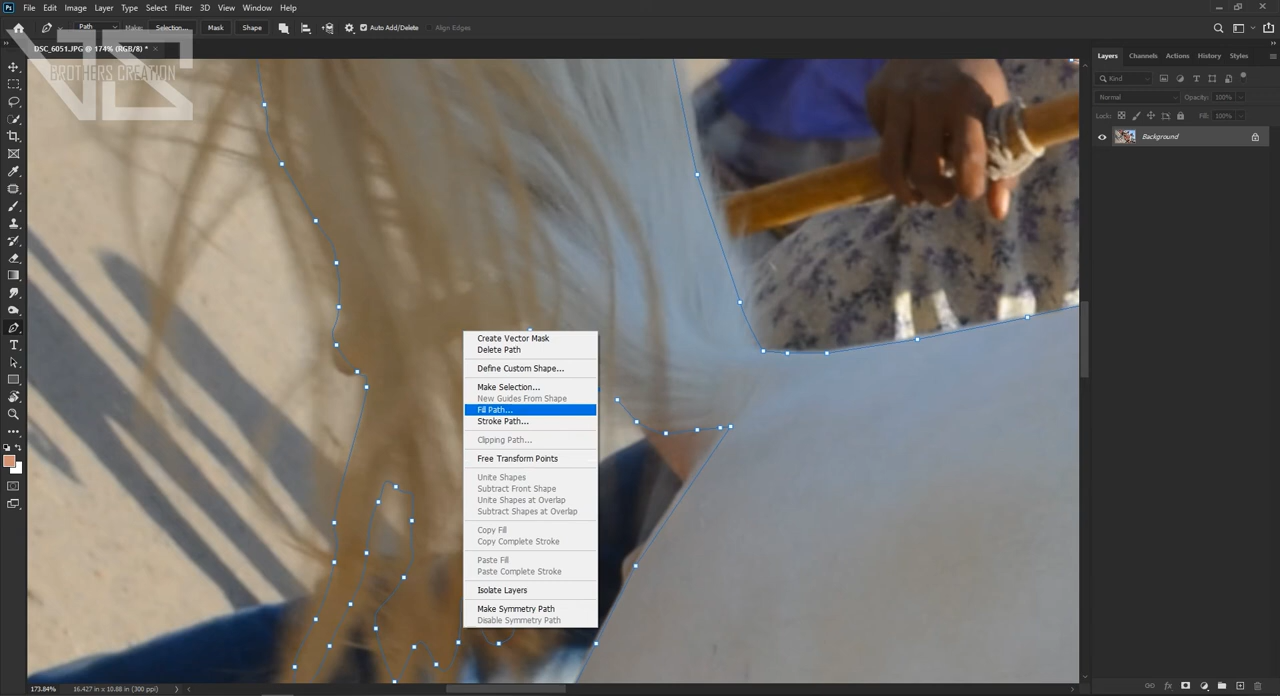 File Edit Image Layer Type Select Filter 3D View Window Help
Path Make: Selection... Mask Shape Auto Add/Delete Align Edges
DSC_6051.JPG @ 174% (RGB/8) *
BROTHERS CREATION
Layers Channels Actions History Styles
Kind
Normal Opacity: 100%
Lock: Fill: 100%
Background
Create Vector Mask
Delete Path
Define Custom Shape...
Make Selection...
New Guides From Shape
Fill Path...
Stroke Path...
Clipping Path...
Free Transform Points
Unite Shapes
Subtract Front Shape
Unite Shapes at Overlap
Subtract Shapes at Overlap
Copy Fill
Copy Complete Stroke
Paste Fill
Paste Complete Stroke
Isolate Layers
Make Symmetry Path
Disable Symmetry Path
173.84% 16.427 in x 10.88 in (300 ppi)